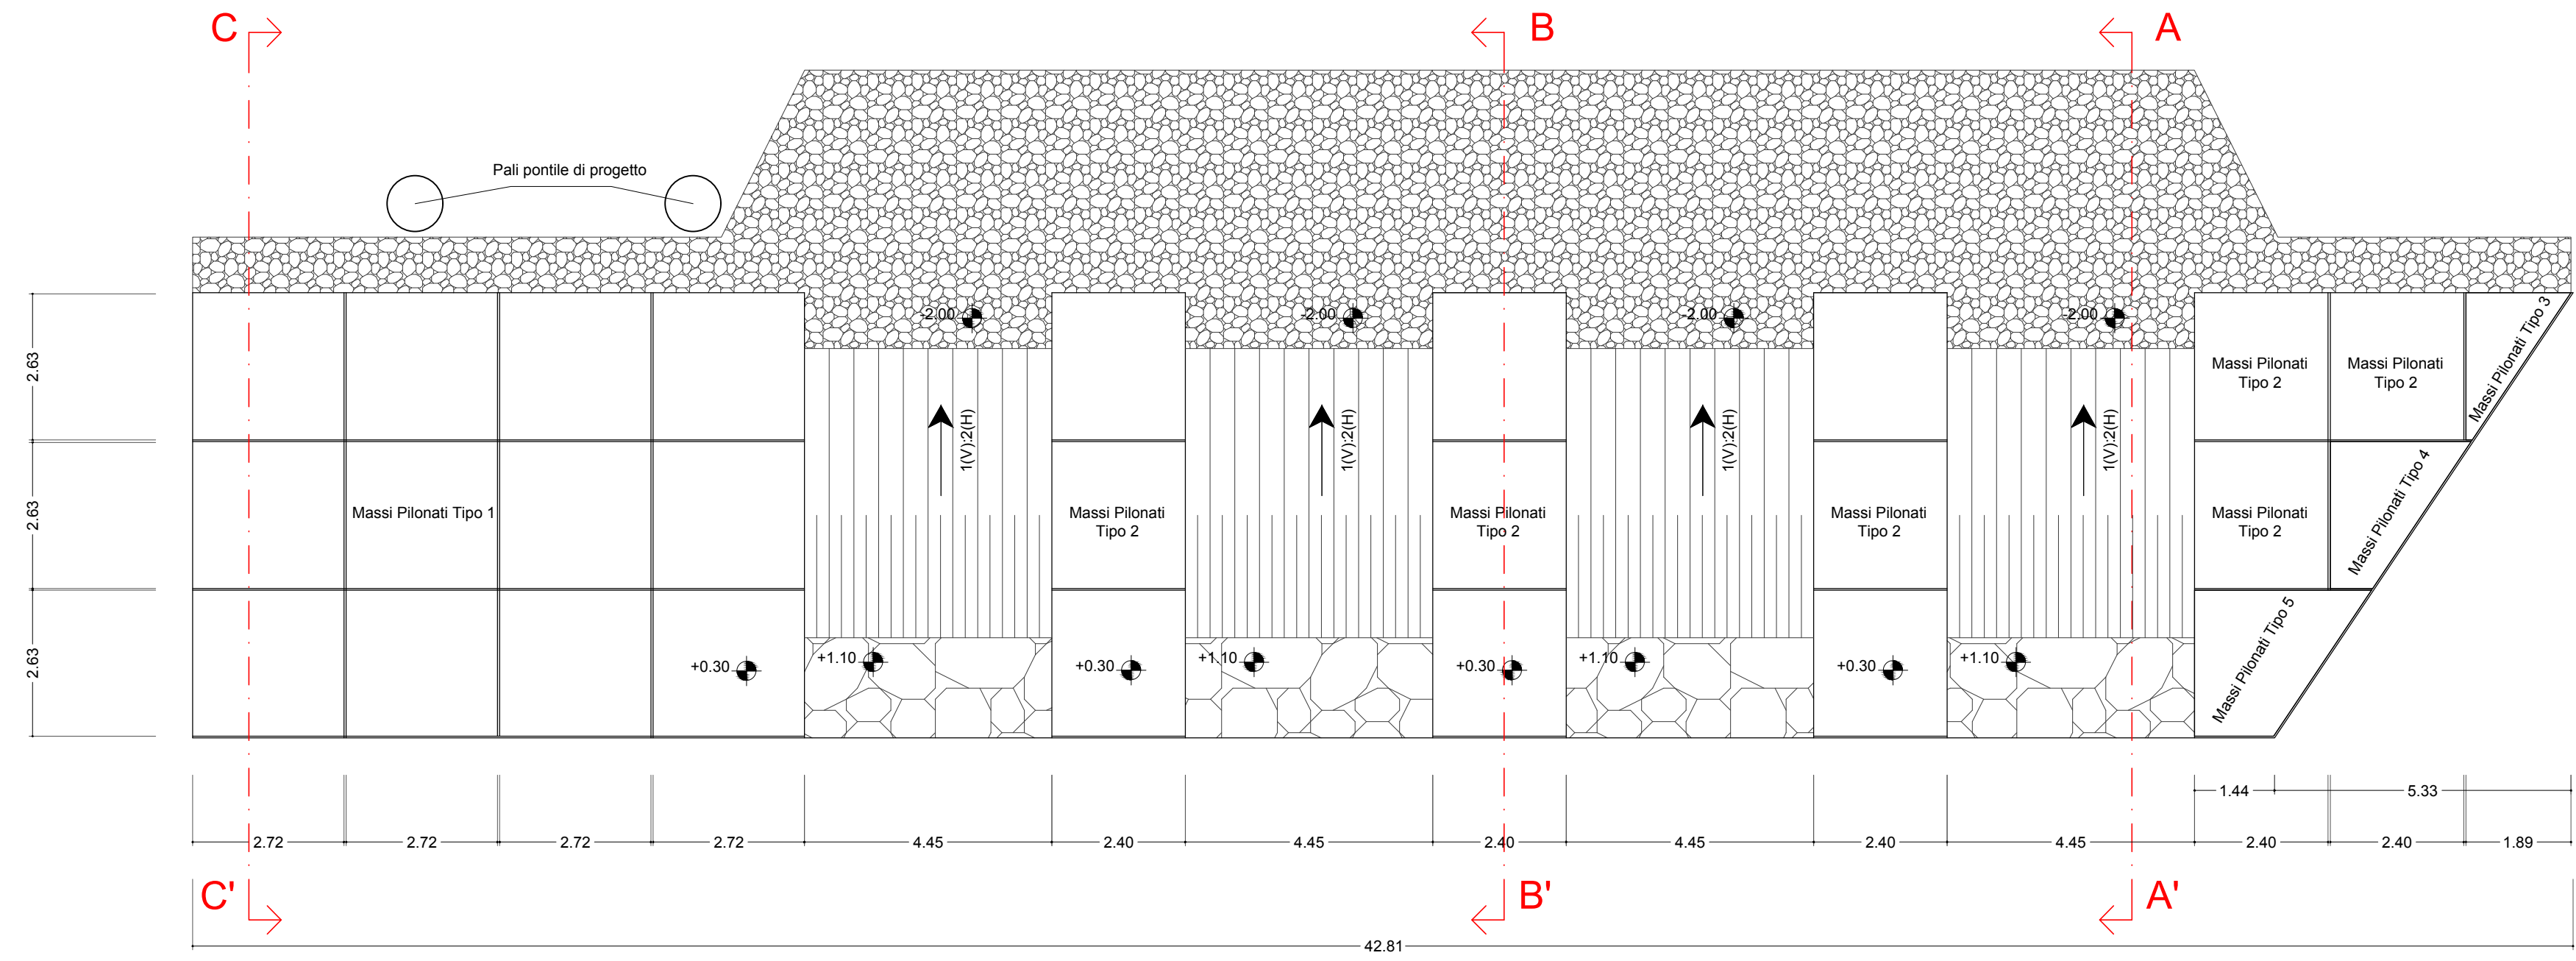 C
B
A
Pali pontile di progetto
-2.00
-2.00
-2.00
-2.00
Massi Pilonati
Tipo 2
Massi Pilonati
Tipo 2
Massi Pilonati Tipo 3
2.63
1(V):2(H)
1(V):2(H)
1(V):2(H)
1(V):2(H)
Massi Pilonati Tipo 1
Massi Pilonati
Tipo 2
Massi Pilonati
Tipo 2
Massi Pilonati
Tipo 2
Massi Pilonati
Tipo 2
Massi Pilonati Tipo 4
2.63
+0.30
+1.10
+0.30
+1.10
+0.30
+1.10
+0.30
+1.10
Massi Pilonati Tipo 5
2.63
1.44
5.33
2.72
2.72
2.72
2.72
4.45
2.40
4.45
2.40
4.45
2.40
4.45
2.40
2.40
1.89
C'
B'
A'
42.81